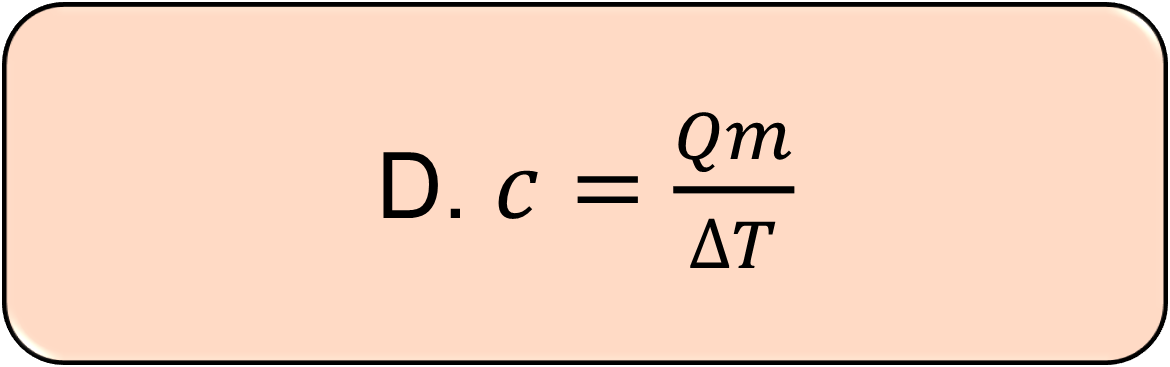 D. c = Qm/ΔT